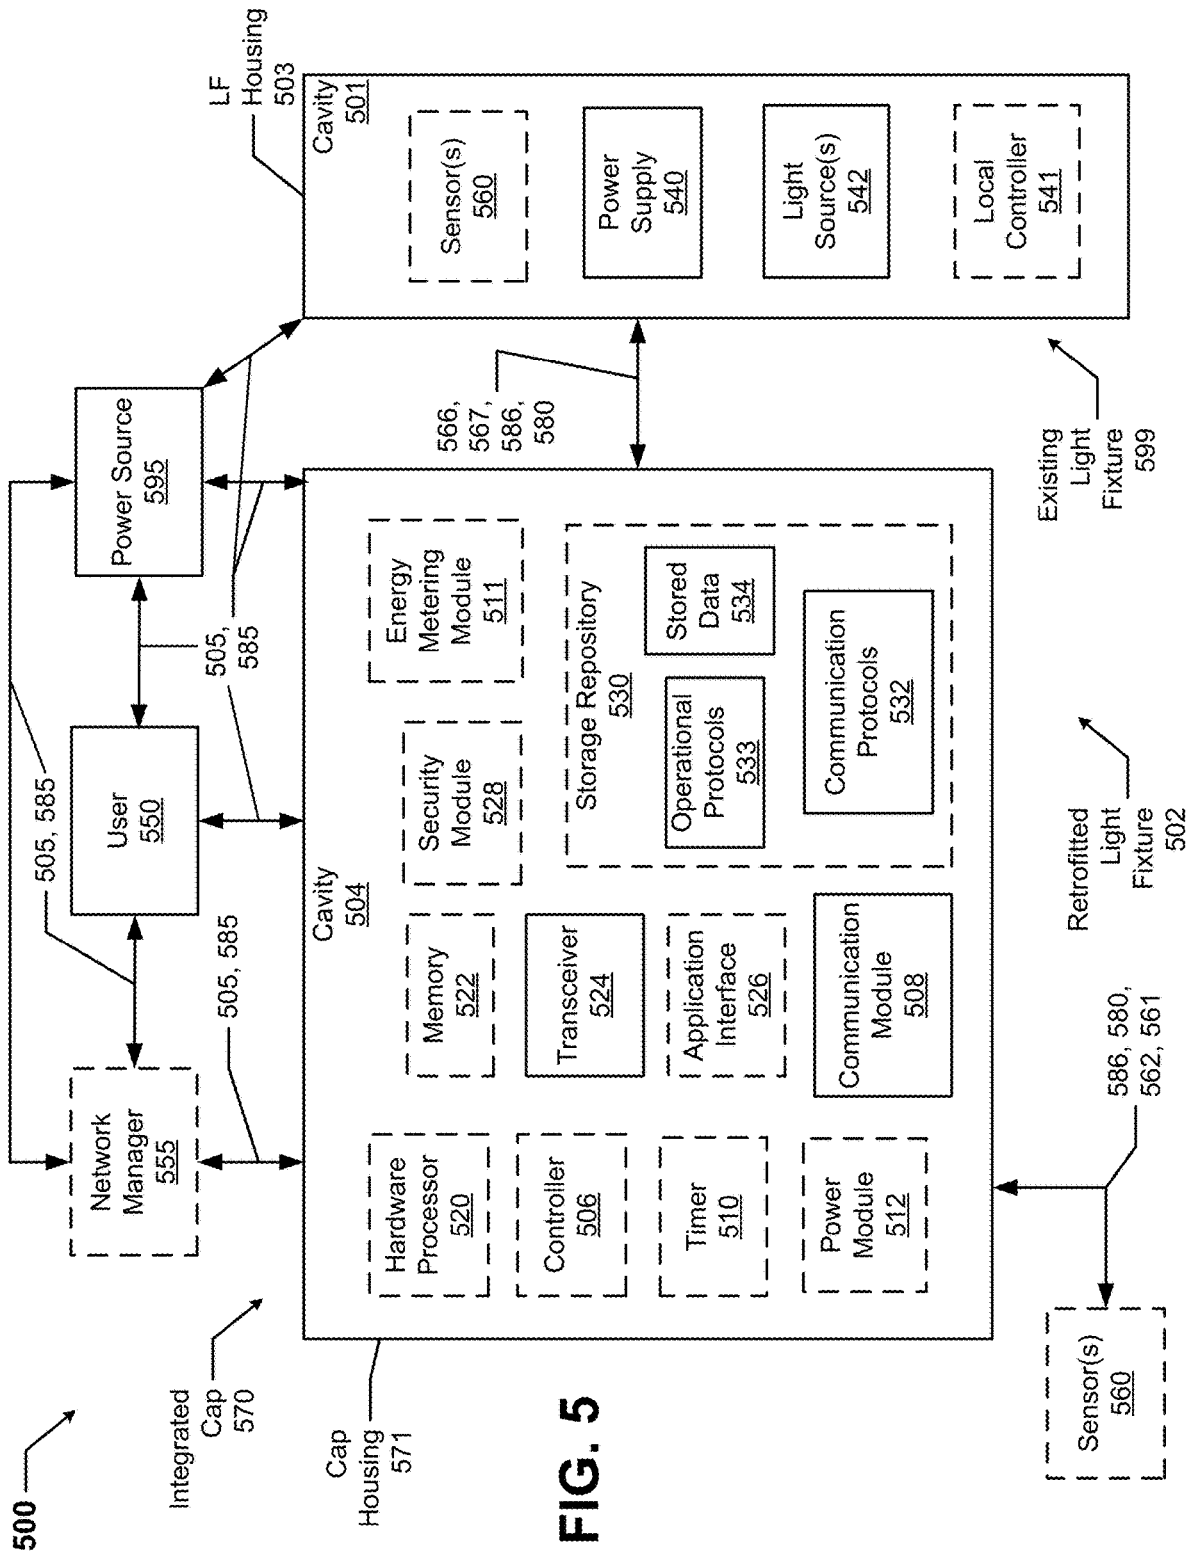 500
Integrated
Cap
570
Network
Manager
555
User
550
Power Source
595
505, 585
505, 585
505,
585
LF
Housing
503
Cap
Housing
571
Cavity
504
Hardware
Processor
520
Memory
522
Security
Module
528
Energy
Metering Module
511
Controller
506
Transceiver
524
Timer
510
Application
Interface
526
Power
Module
512
Communication
Module
508
Storage Repository
530
Operational
Protocols
533
Stored
Data
534
Communication
Protocols
532
566,
567,
586,
580
Cavity
501
Sensor(s)
560
Power
Supply
540
Light
Source(s)
542
Local
Controller
541
Sensor(s)
560
586, 580,
562, 561
Retrofitted
Light
Fixture
502
Existing
Light
Fixture
599
FIG. 5